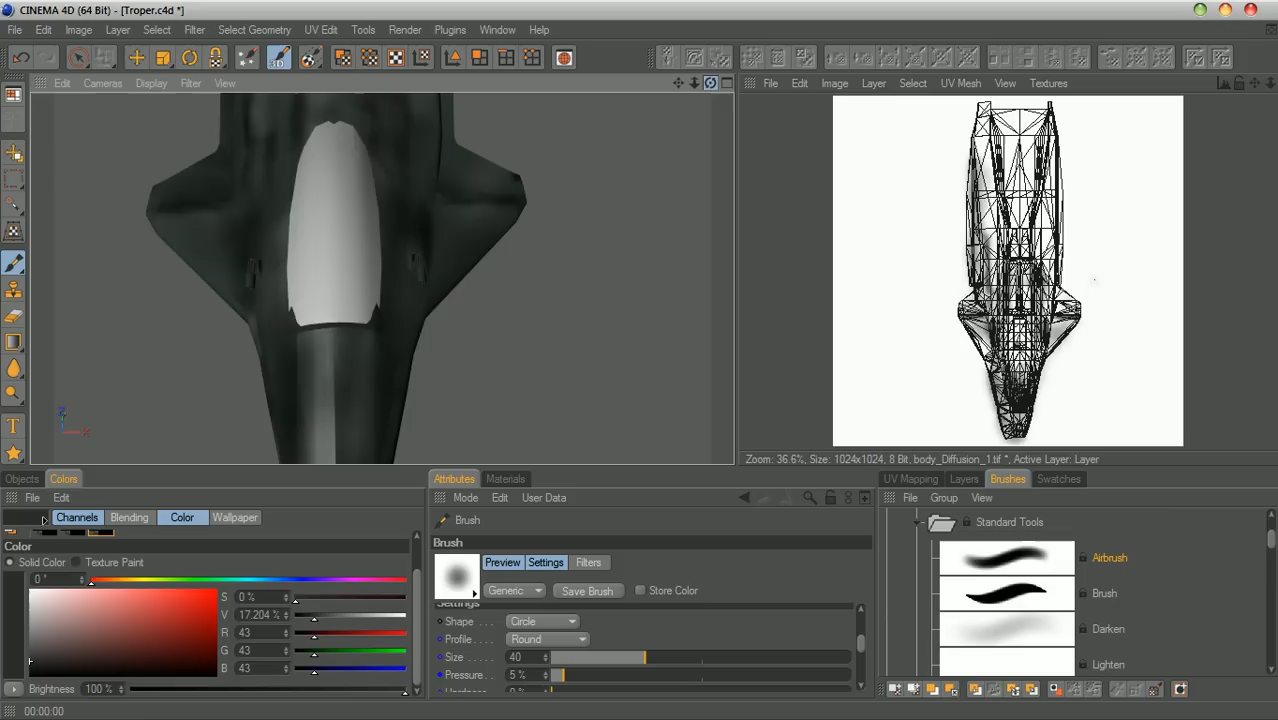 CINEMA 4D (64 Bit) - [Troper.c4d *]
File Edit Image Layer Select Filter Select Geometry UV Edit Tools Render Plugins Window Help
3D
Edit Cameras Display Filter View
File Edit Image Layer Select UV Mesh View Textures
Z
X
Zoom: 36.6%, Size: 1024x1024, 8 Bit, body_Diffusion_1.tif *, Active Layer: Layer
Objects Colors
File Edit
Channels Blending Color Wallpaper
Color
Solid Color Texture Paint
0 °
S 0 %
V 17.204 %
R 43
G 43
B 43
Brightness 100 %
Attributes Materials
Mode Edit User Data
Brush
Brush
Preview Settings Filters
Generic Save Brush Store Color
Settings
Shape . . . Circle
Profile. . . . Round
Size . . . . 40
Pressure. . 5 %
UV Mapping Layers Brushes Swatches
File Group View
Standard Tools
Airbrush
Brush
Darken
Lighten
00:00:00